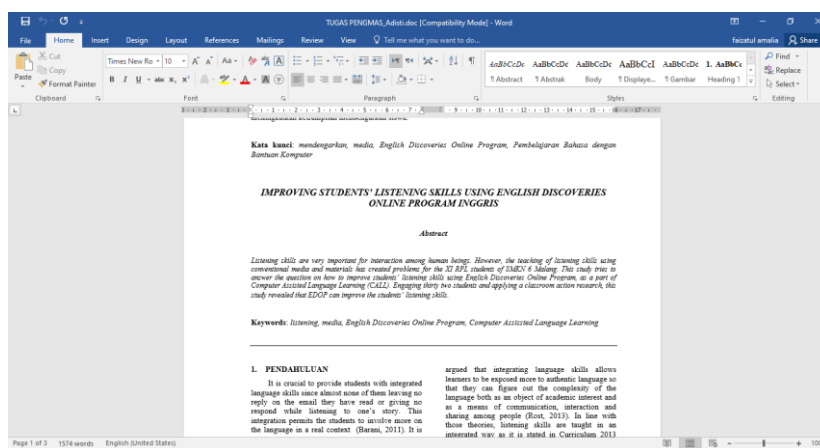 TUGAS PENGMAS_Adisti.doc [Compatibility Mode] - Word
File Home Insert Design Layout References Mailings Review View Tell me what you want to do... faizatul amalia Share
Cut
Copy
Format Painter
Paste
Clipboard
Times New Ro 10
Font
Paragraph
AaBbCcDc AaBbCcDc AaBbCcDc AaBbCcI AaBbCcDc 1. AaBbCc
¶ Abstract ¶ Abstrak Body ¶ Displaye... ¶ Gambar Heading 1
Styles
Find
Replace
Select
Editing
Kata kunci: mendengarkan, media, English Discoveries Online Program, Pembelajaran Bahasa dengan
Bantuan Komputer
IMPROVING STUDENTS' LISTENING SKILLS USING ENGLISH DISCOVERIES
ONLINE PROGRAM INGGRIS
Abstract
Listening skills are very important for interaction among human beings. However, the teaching of listening skills using
conventional media and materials has created problems for the XI RPL students of SMKN 6 Malang. This study tries to
answer the question on how to improve students' listening skills using English Discoveries Online Program, as a part of
Computer Assisted Language Learning (CALL). Engaging thirty two students and applying a classroom action research, this
study revealed that EDOP can improve the students' listening skills.
Keywords: listening, media, English Discoveries Online Program, Computer Assissted Language Learning
1. PENDAHULUAN
It is crucial to provide students with integrated
language skills since almost none of them leaving no
reply on the email they have read or giving no
respond while listening to one's story. This
integration permits the students to involve more on
the language in a real context (Barani, 2011). It is
argued that integrating language skills allows
learners to be exposed more to authentic language so
that they can figure out the complexity of the
language both as an object of academic interest and
as a means of communication, interaction and
sharing among people (Rost, 2013). In line with
those theories, listening skills are taught in an
integrated way as it is stated in Curriculum 2013
Page 1 of 3 1574 words English (United States)